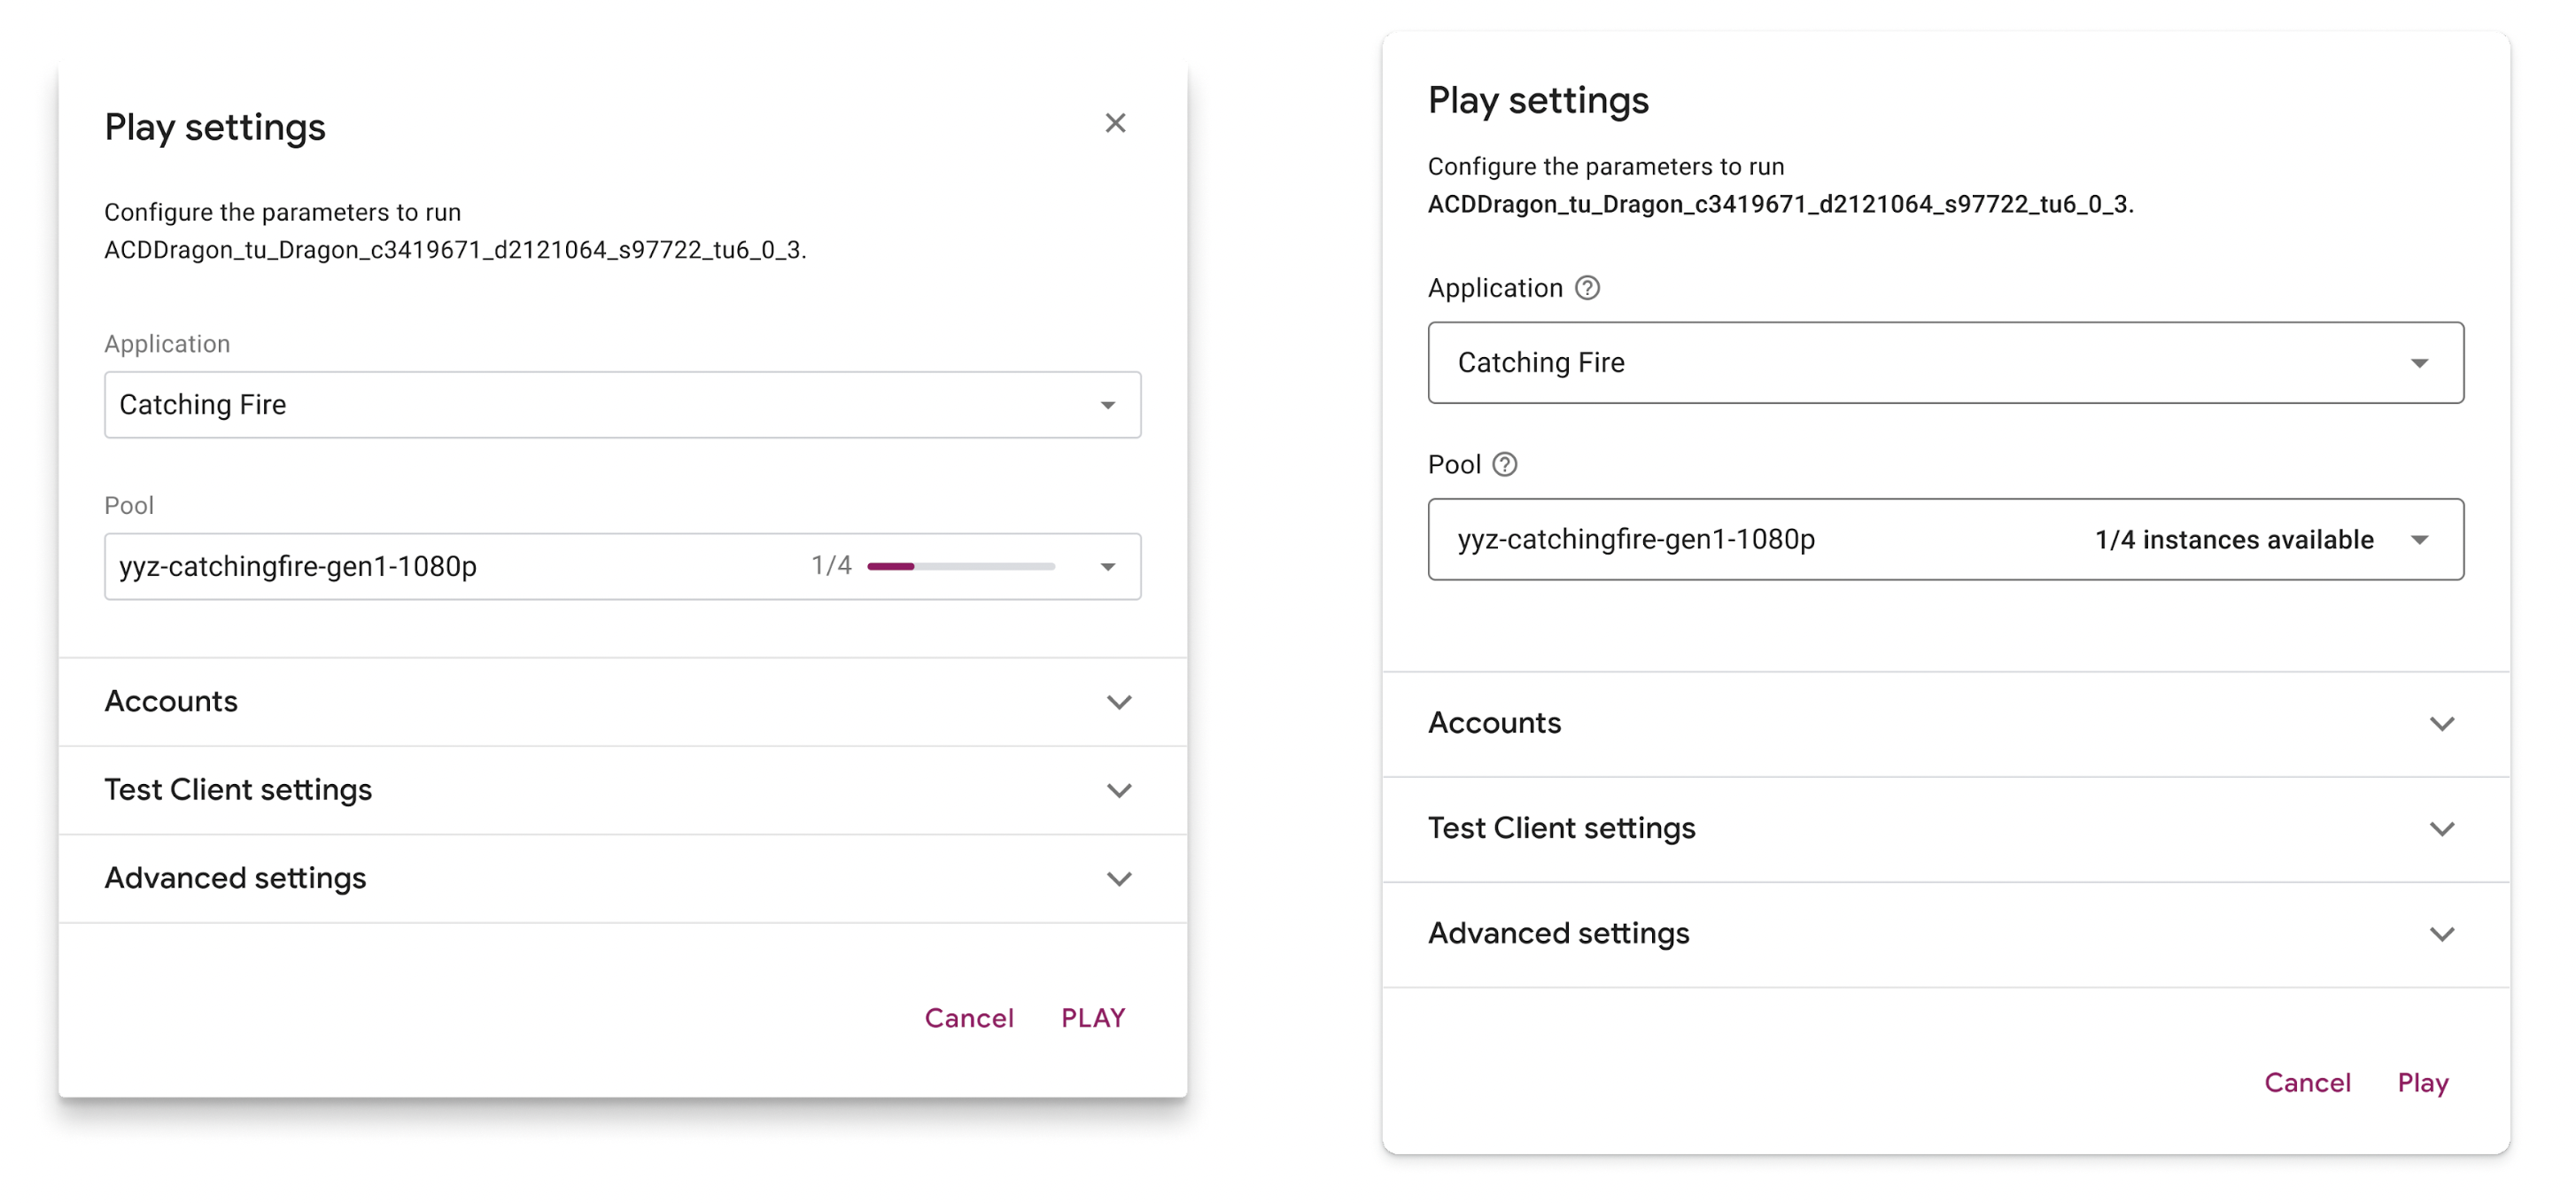 Play settings
Configure the parameters to run
ACDDragon_tu_Dragon_c3419671_d2121064_s97722_tu6_0_3.
Application
Catching Fire
Pool
yyz-catchingfire-gen1-1080p 1/4
Accounts
Test Client settings
Advanced settings
Cancel PLAY
Play settings
Configure the parameters to run
ACDDragon_tu_Dragon_c3419671_d2121064_s97722_tu6_0_3.
Application ?
Catching Fire
Pool ?
yyz-catchingfire-gen1-1080p 1/4 instances available
Accounts
Test Client settings
Advanced settings
Cancel Play